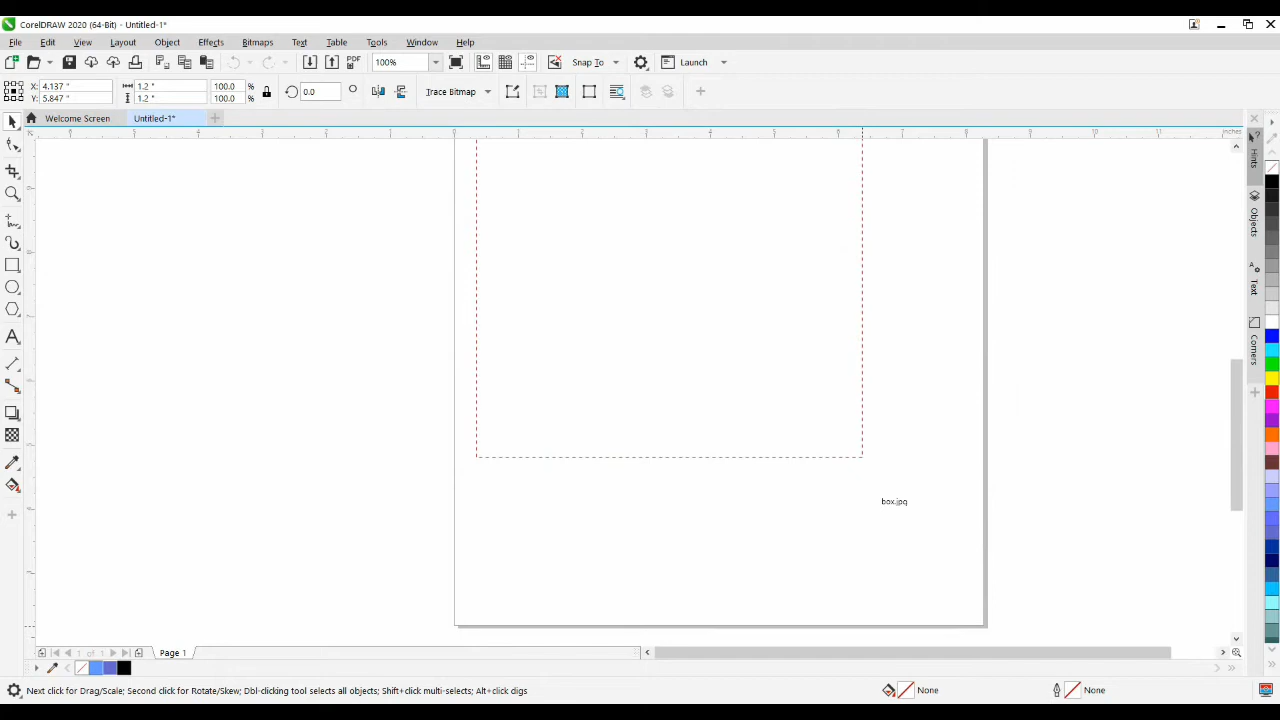 CorelDRAW 2020 (64-Bit) - Untitled-1*
File Edit View Layout Object Effects Bitmaps Text Table Tools Window Help
PDF 100% Snap To Launch
X: 4.137 " 1.2 " 100.0 %
Y: 5.847 " 1.2 " 100.0 %
0.0 Trace Bitmap
Welcome Screen Untitled-1*
inches
Hints
Objects
Text
Corners
box.jpg
1 of 1 Page 1
Next click for Drag/Scale; Second click for Rotate/Skew; Dbl-clicking tool selects all objects; Shift+click multi-selects; Alt+click digs
None None